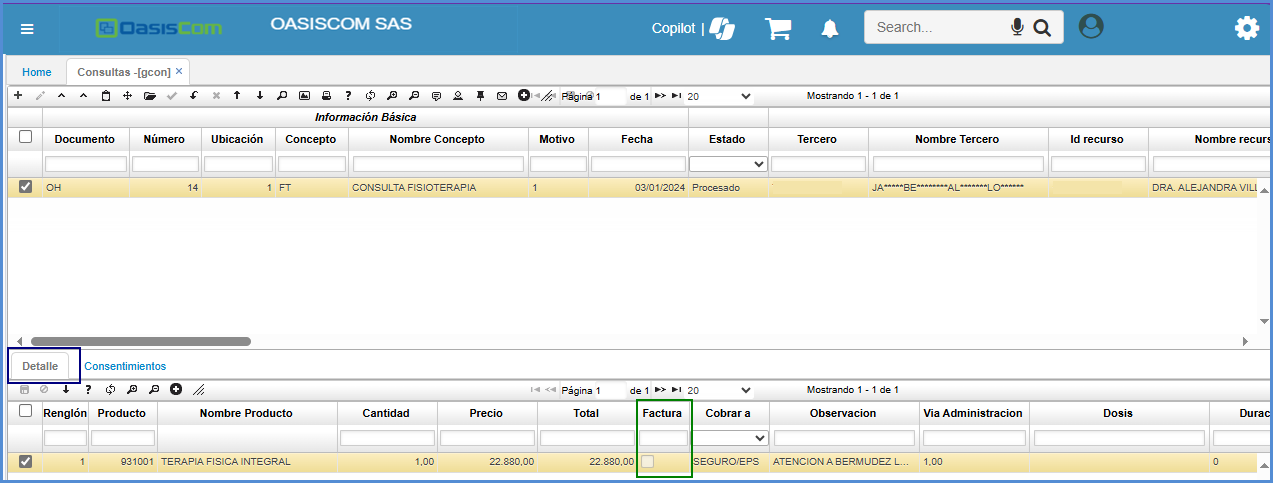 OasisCom OASISCOM SAS Copilot | Search...
Home Consultas -[gcon] ×
Página 1 de 1 20 Mostrando 1 - 1 de 1
Información Básica
Documento Número Ubicación Concepto Nombre Concepto Motivo Fecha Estado Tercero Nombre Tercero Id recurso Nombre recurs
OH 14 1 FT CONSULTA FISIOTERAPIA 1 03/01/2024 Procesado JA*****BE********AL*******LO****** DRA. ALEJANDRA VILL
Detalle Consentimientos
Página 1 de 1 20 Mostrando 1 - 1 de 1
Renglón Producto Nombre Producto Cantidad Precio Total Factura Cobrar a Observacion Via Administracion Dosis Durac
1 931001 TERAPIA FISICA INTEGRAL 1,00 22.880,00 22.880,00 SEGURO/EPS ATENCION A BERMUDEZ L... 1,00 0